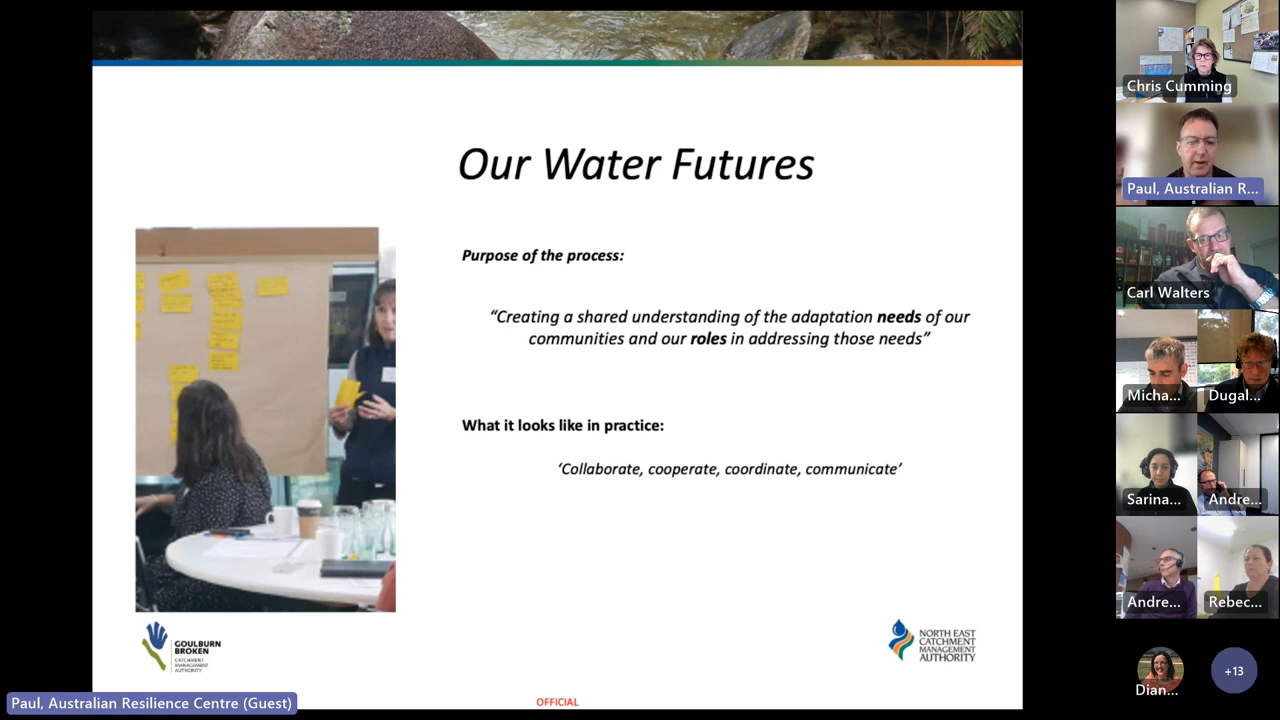 Our Water Futures
Purpose of the process:
“Creating a shared understanding of the adaptation needs of our
communities and our roles in addressing those needs”
What it looks like in practice:
‘Collaborate, cooperate, coordinate, communicate’
GOULBURN
BROKEN
CATCHMENT
MANAGEMENT
AUTHORITY
NORTH EAST
CATCHMENT
MANAGEMENT
AUTHORITY
OFFICIAL
Paul, Australian Resilience Centre (Guest)
Chris Cumming
Paul, Australian R...
Carl Walters
Micha...
Dugal...
Sarina...
Andre...
Andre...
Rebec...
Dian...
+13